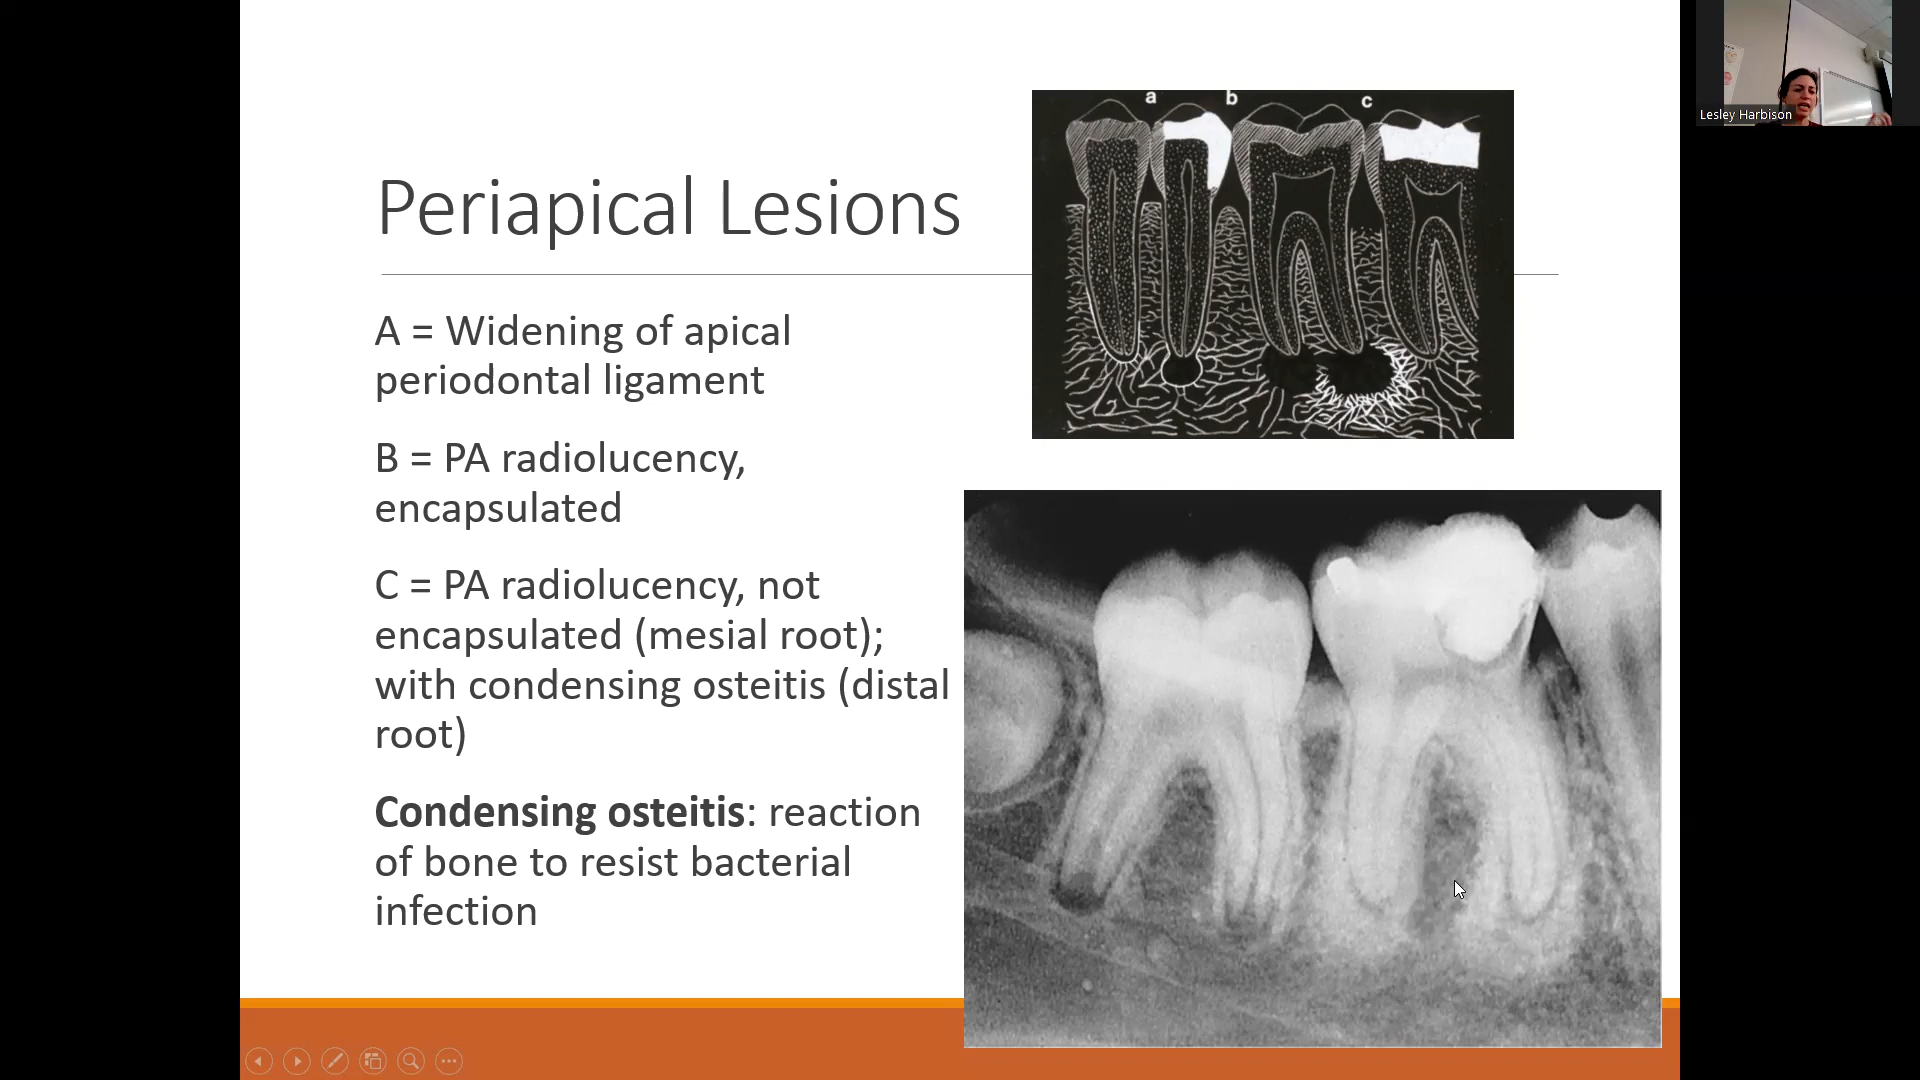 Lesley Harbison
a b c
Periapical Lesions
A = Widening of apical
periodontal ligament
B = PA radiolucency,
encapsulated
C = PA radiolucency, not
encapsulated (mesial root);
with condensing osteitis (distal
root)
Condensing osteitis: reaction
of bone to resist bacterial
infection